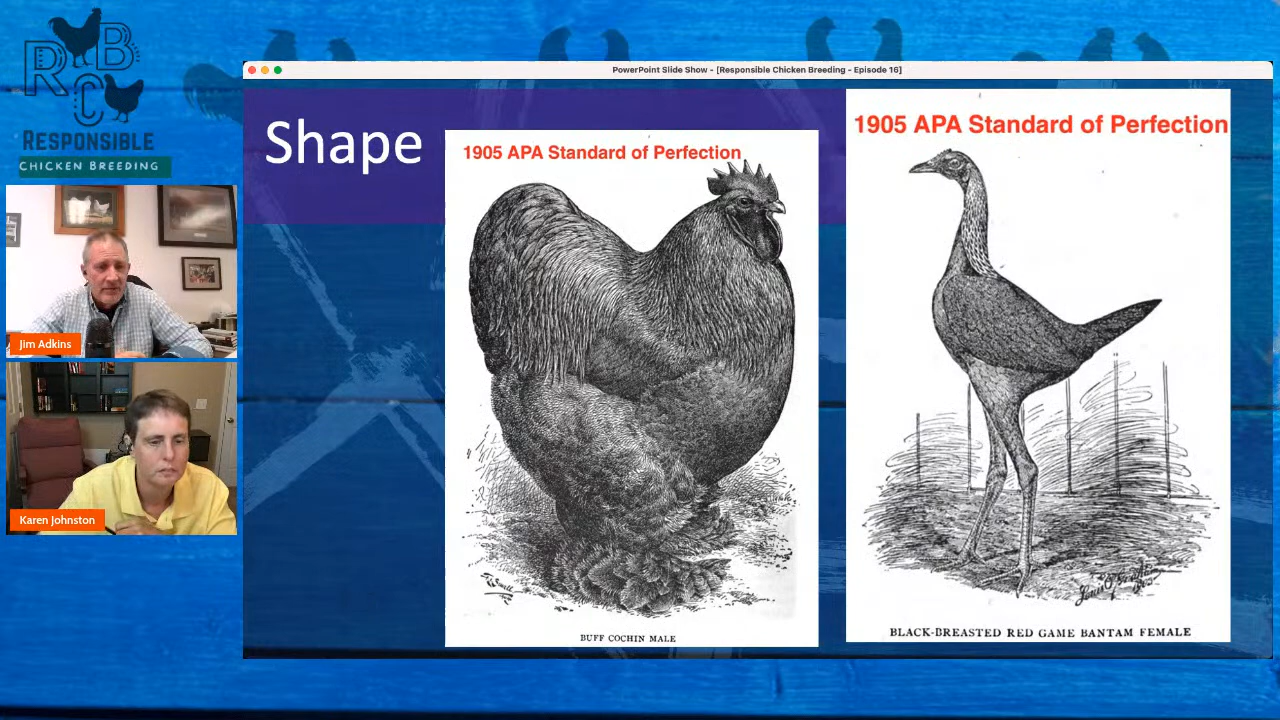 RBC
RESPONSIBLE
CHICKEN BREEDING
PowerPoint Slide Show - [Responsible Chicken Breeding - Episode 16]
Shape
1905 APA Standard of Perfection
BUFF COCHIN MALE
1905 APA Standard of Perfection
BLACK-BREASTED RED GAME BANTAM FEMALE
Jim Adkins
Karen Johnston